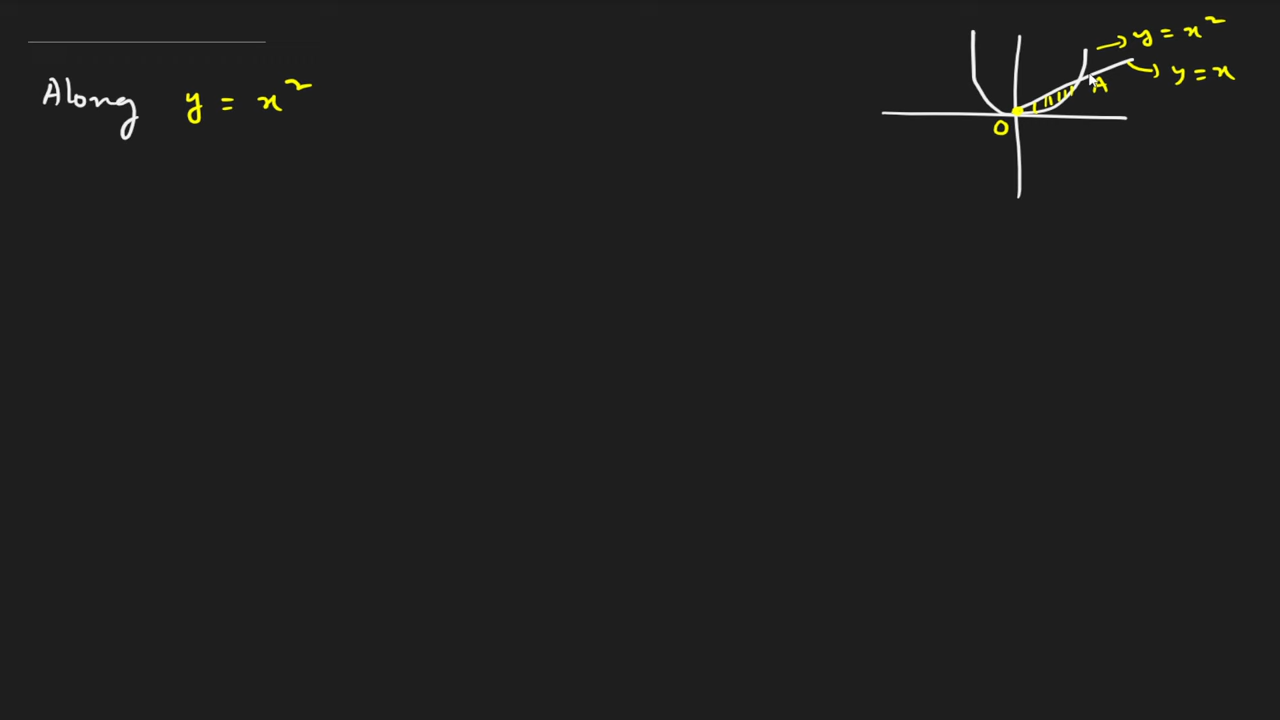 Along y = x²
→ y = x²
→ y = x
A
O